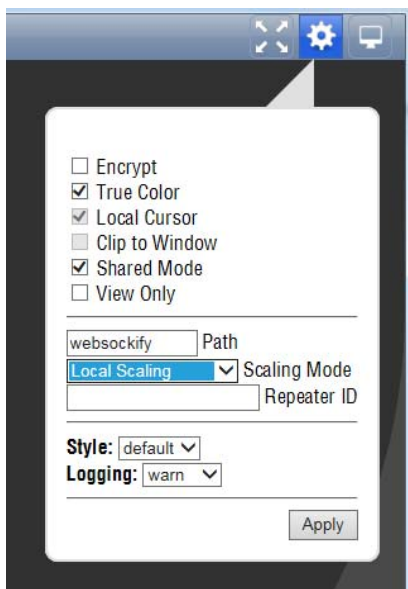 Encrypt
True Color
Local Cursor
Clip to Window
Shared Mode
View Only
websockify Path
Local Scaling Scaling Mode
Repeater ID
Style: default
Logging: warn
Apply